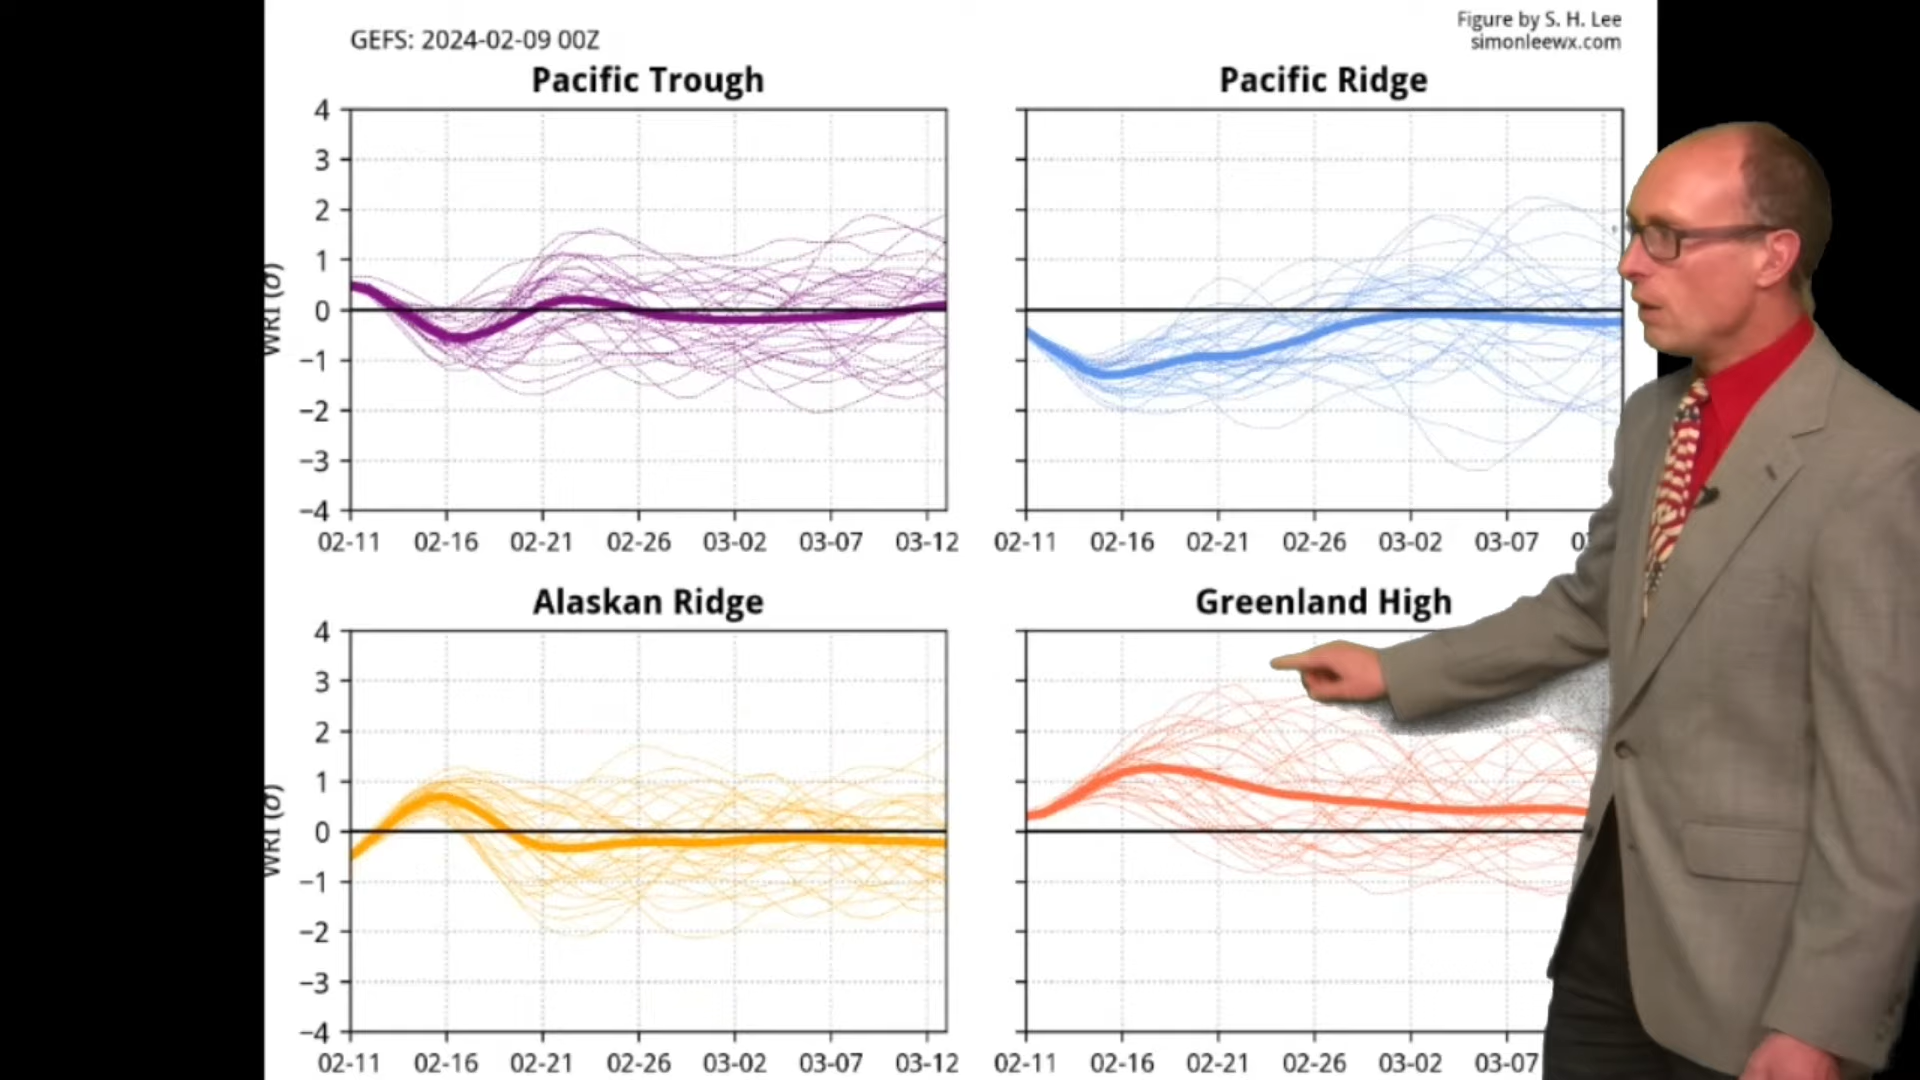 GEFS: 2024-02-09 00Z
Figure by S. H. Lee
simonleewx.com
Pacific Trough
Pacific Ridge
4
3
2
1
0
−1
−2
−3
−4
WRI (σ)
02-11 02-16 02-21 02-26 03-02 03-07 03-12
02-11 02-16 02-21 02-26 03-02 03-07
Alaskan Ridge
Greenland High
4
3
2
1
0
−1
−2
−3
−4
WRI (σ)
02-11 02-16 02-21 02-26 03-02 03-07 03-12
02-11 02-16 02-21 02-26 03-02 03-07